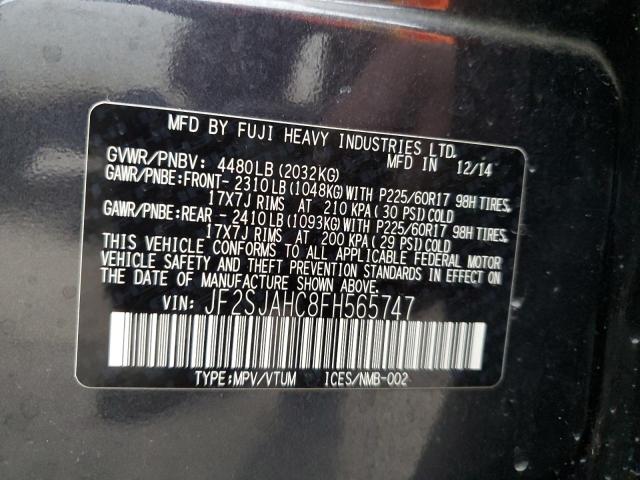 MFD BY FUJI HEAVY INDUSTRIES LTD.
GVWR/PNBV: 4480LB(2032KG) MFD IN 12/14
GAWR/PNBE:FRONT-2310LB(1048KG)WITH P225/60R17 98H TIRES,
17X7J RIMS AT 210 KPA(30 PSI)COLD
GAWR/PNBE:REAR -2410LB(1093KG)WITH P225/60R17 98H TIRES,
17X7J RIMS AT 200 KPA(29 PSI)COLD
THIS VEHICLE CONFORMS TO ALL APPLICABLE FEDERAL MOTOR
VEHICLE SAFETY AND THEFT PREVENTION STANDARDS IN EFFECT ON
THE DATE OF MANUFACTURE SHOWN ABOVE.
VIN: JF2SJAHC8FH565747
TYPE:MPV/VTUM ICES/NMB-002